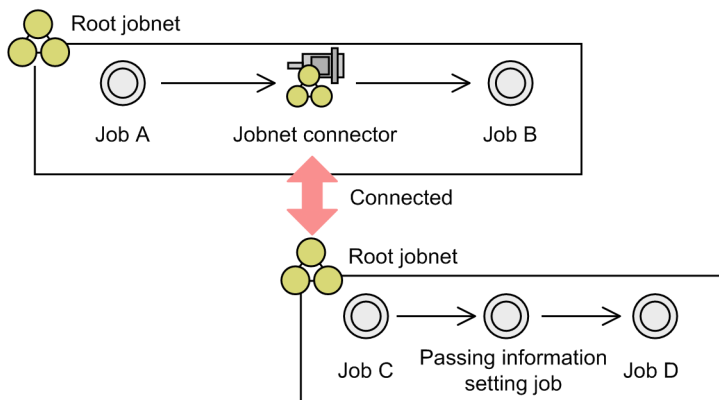 Root jobnet
Job A
Jobnet connector
Job B
Connected
Root jobnet
Job C
Passing information
setting job
Job D